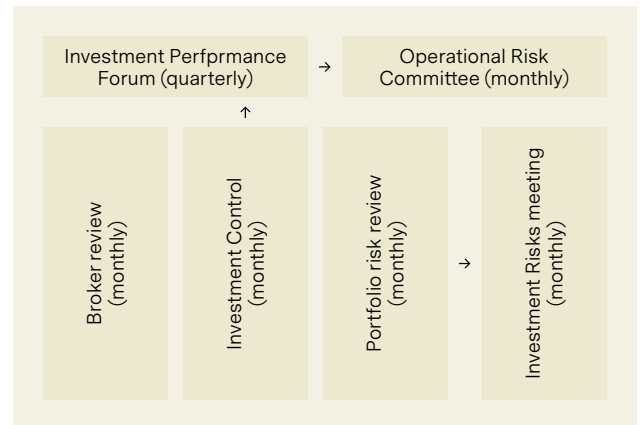 Investment Perfprmance
Forum (quarterly)
→
Operational Risk
Committee (monthly)
↑
Broker review
(monthly)
Investment Control
(monthly)
Portfolio risk review
(monthly)
→
Investment Risks meeting
(monthly)